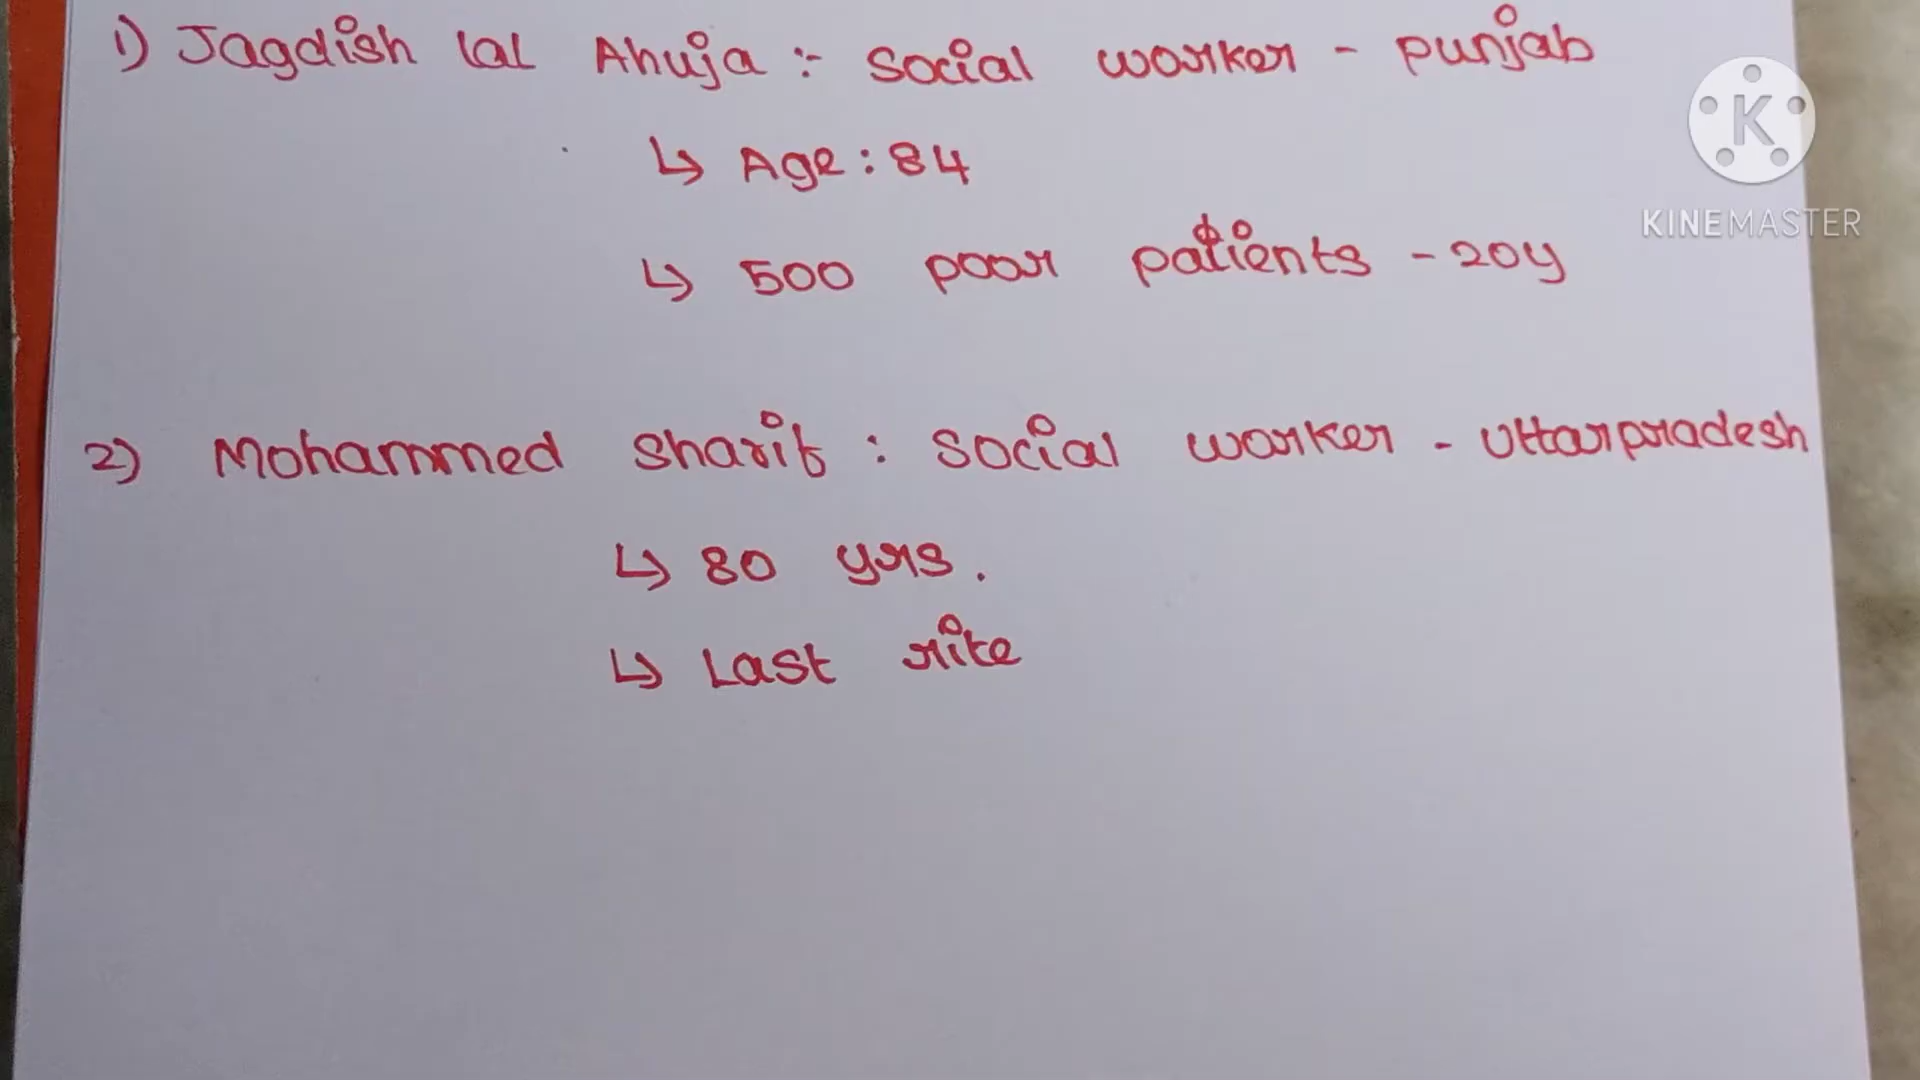 1) Jagdish lal Ahuja :- Social worker - punjab
↳ Age : 84
↳ 500 poor patients - 20y
K
KINEMASTER
2) Mohammed Sharif : Social worker - Uttarpradesh
↳ 80 yrs.
↳ Last rite